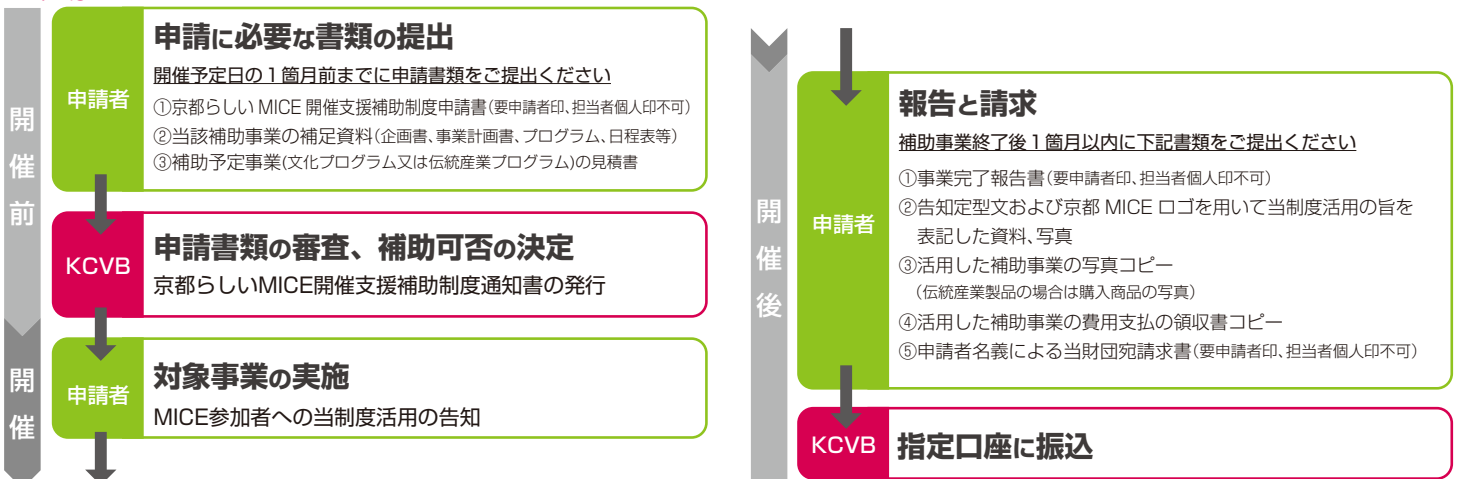 開催前
申請者
申請に必要な書類の提出
開催予定日の1箇月前までに申請書類をご提出ください
①京都らしい MICE 開催支援補助制度申請書(要申請者印、担当者個人印不可)
②当該補助事業の補足資料(企画書、事業計画書、プログラム、日程表等)
③補助予定事業(文化プログラム又は伝統産業プログラム)の見積書
KCVB
申請書類の審査、補助可否の決定
京都らしいMICE開催支援補助制度通知書の発行
開催
申請者
対象事業の実施
MICE参加者への当制度活用の告知
開催後
申請者
報告と請求
補助事業終了後1箇月以内に下記書類をご提出ください
①事業完了報告書(要申請者印、担当者個人印不可)
②告知定型文および京都 MICE ロゴを用いて当制度活用の旨を
表記した資料、写真
③活用した補助事業の写真コピー
(伝統産業製品の場合は購入商品の写真)
④活用した補助事業の費用支払の領収書コピー
⑤申請者名義による当財団宛請求書(要申請者印、担当者個人印不可)
KCVB
指定口座に振込